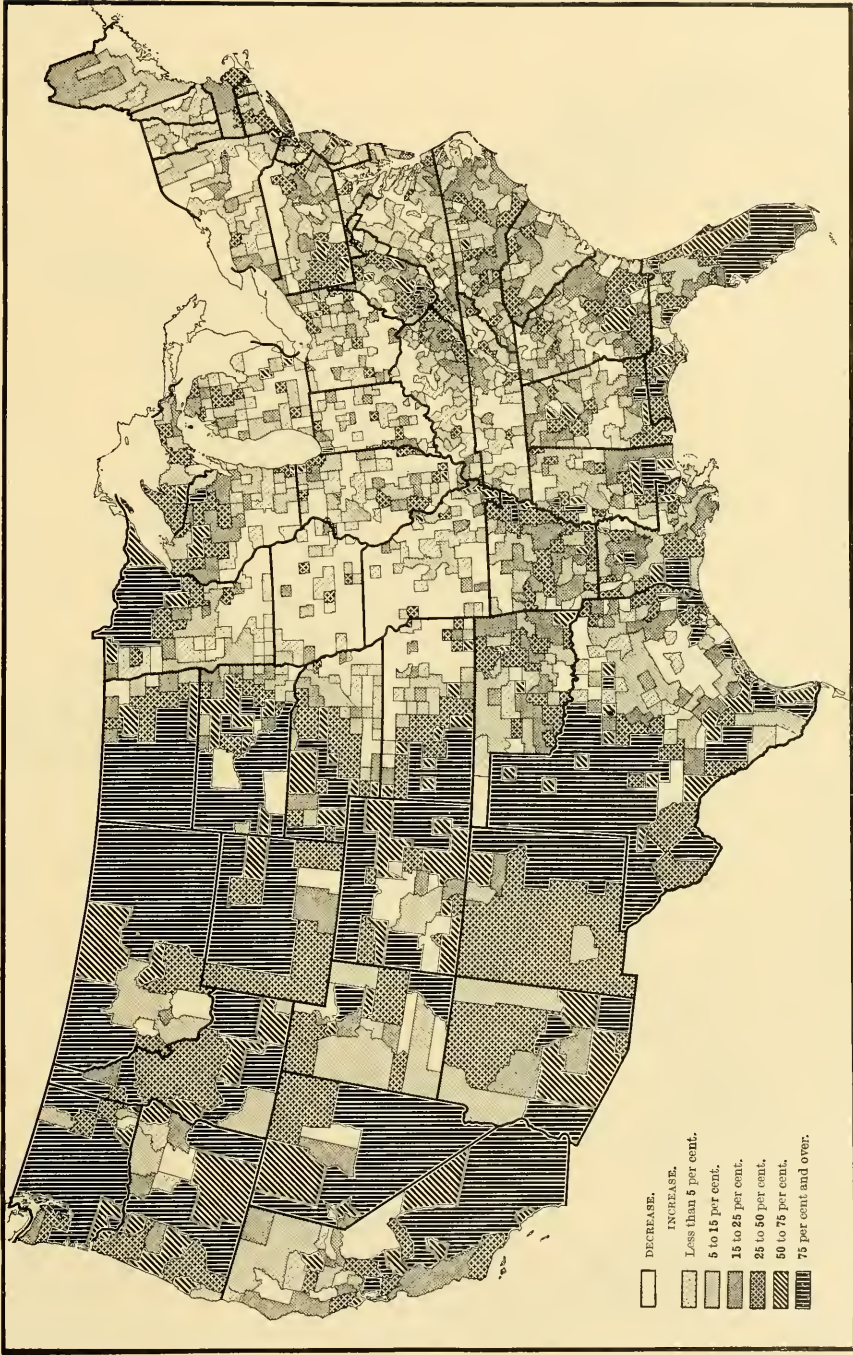 DECREASE.
INCREASE.
Less than 5 per cent.
5 to 15 per cent.
15 to 25 per cent.
25 to 50 per cent.
50 to 75 per cent.
75 per cent and over.